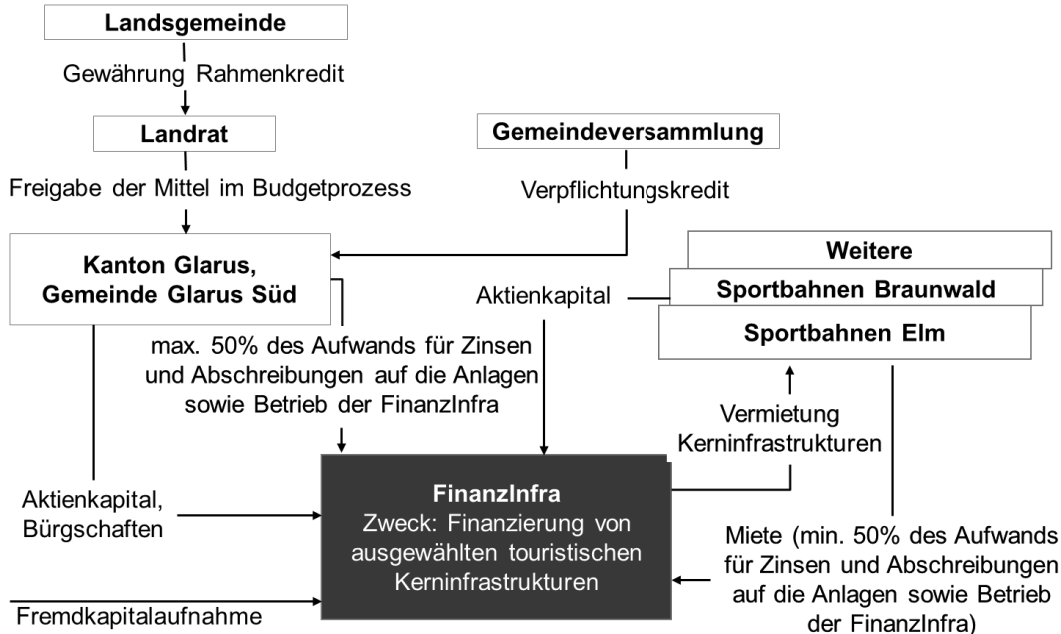 Landsgemeinde
Gewährung Rahmenkredit
Landrat
Gemeindeversammlung
Freigabe der Mittel im Budgetprozess
Verpflichtungskredit
Kanton Glarus,
Gemeinde Glarus Süd
Weitere
Sportbahnen Braunwald
Sportbahnen Elm
Aktienkapital
max. 50% des Aufwands für Zinsen
und Abschreibungen auf die Anlagen
sowie Betrieb der FinanzInfra
Vermietung
Kerninfrastrukturen
Aktienkapital,
Bürgschaften
FinanzInfra
Zweck: Finanzierung von
ausgewählten touristischen
Kerninfrastrukturen
Miete (min. 50% des Aufwands
für Zinsen und Abschreibungen
auf die Anlagen sowie Betrieb
der FinanzInfra)
Fremdkapitalaufnahme